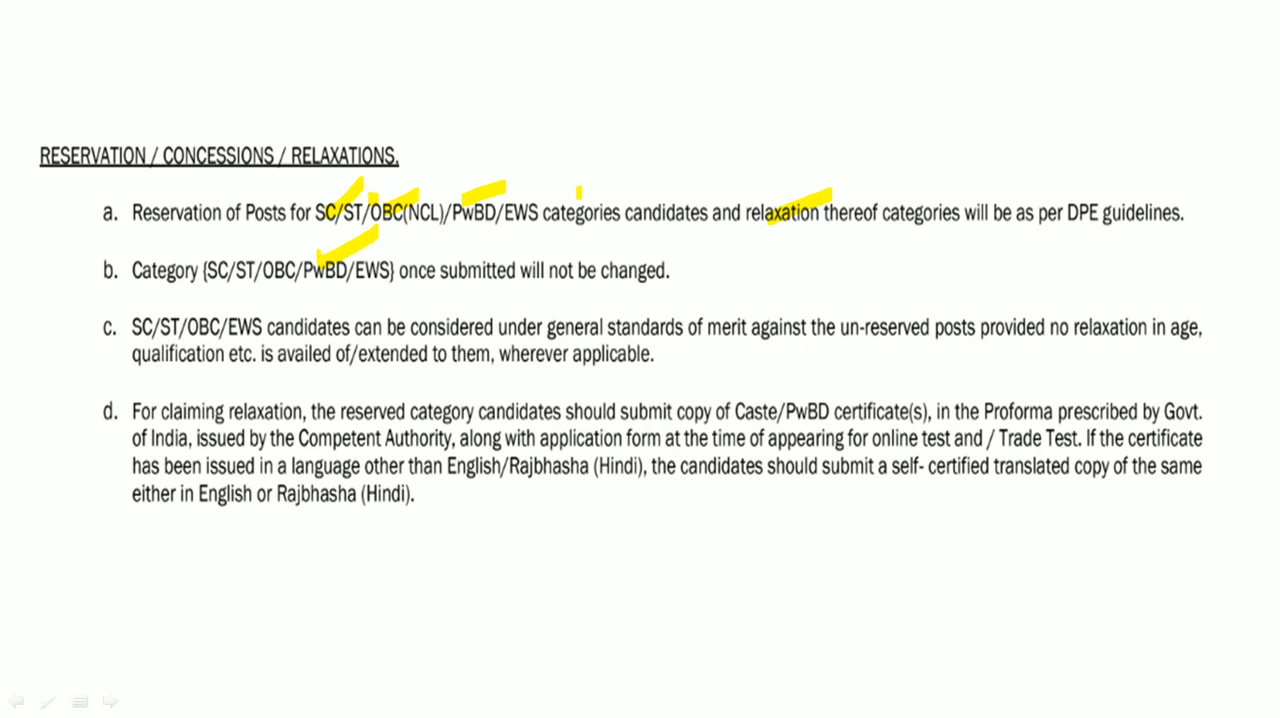 RESERVATION / CONCESSIONS / RELAXATIONS.
a. Reservation of Posts for SC/ST/OBC(NCL)/PwBD/EWS categories candidates and relaxation thereof categories will be as per DPE guidelines.
b. Category {SC/ST/OBC/PwBD/EWS} once submitted will not be changed.
c. SC/ST/OBC/EWS candidates can be considered under general standards of merit against the un-reserved posts provided no relaxation in age,
qualification etc. is availed of/extended to them, wherever applicable.
d. For claiming relaxation, the reserved category candidates should submit copy of Caste/PwBD certificate(s), in the Proforma prescribed by Govt.
of India, issued by the Competent Authority, along with application form at the time of appearing for online test and / Trade Test. If the certificate
has been issued in a language other than English/Rajbhasha (Hindi), the candidates should submit a self- certified translated copy of the same
either in English or Rajbhasha (Hindi).